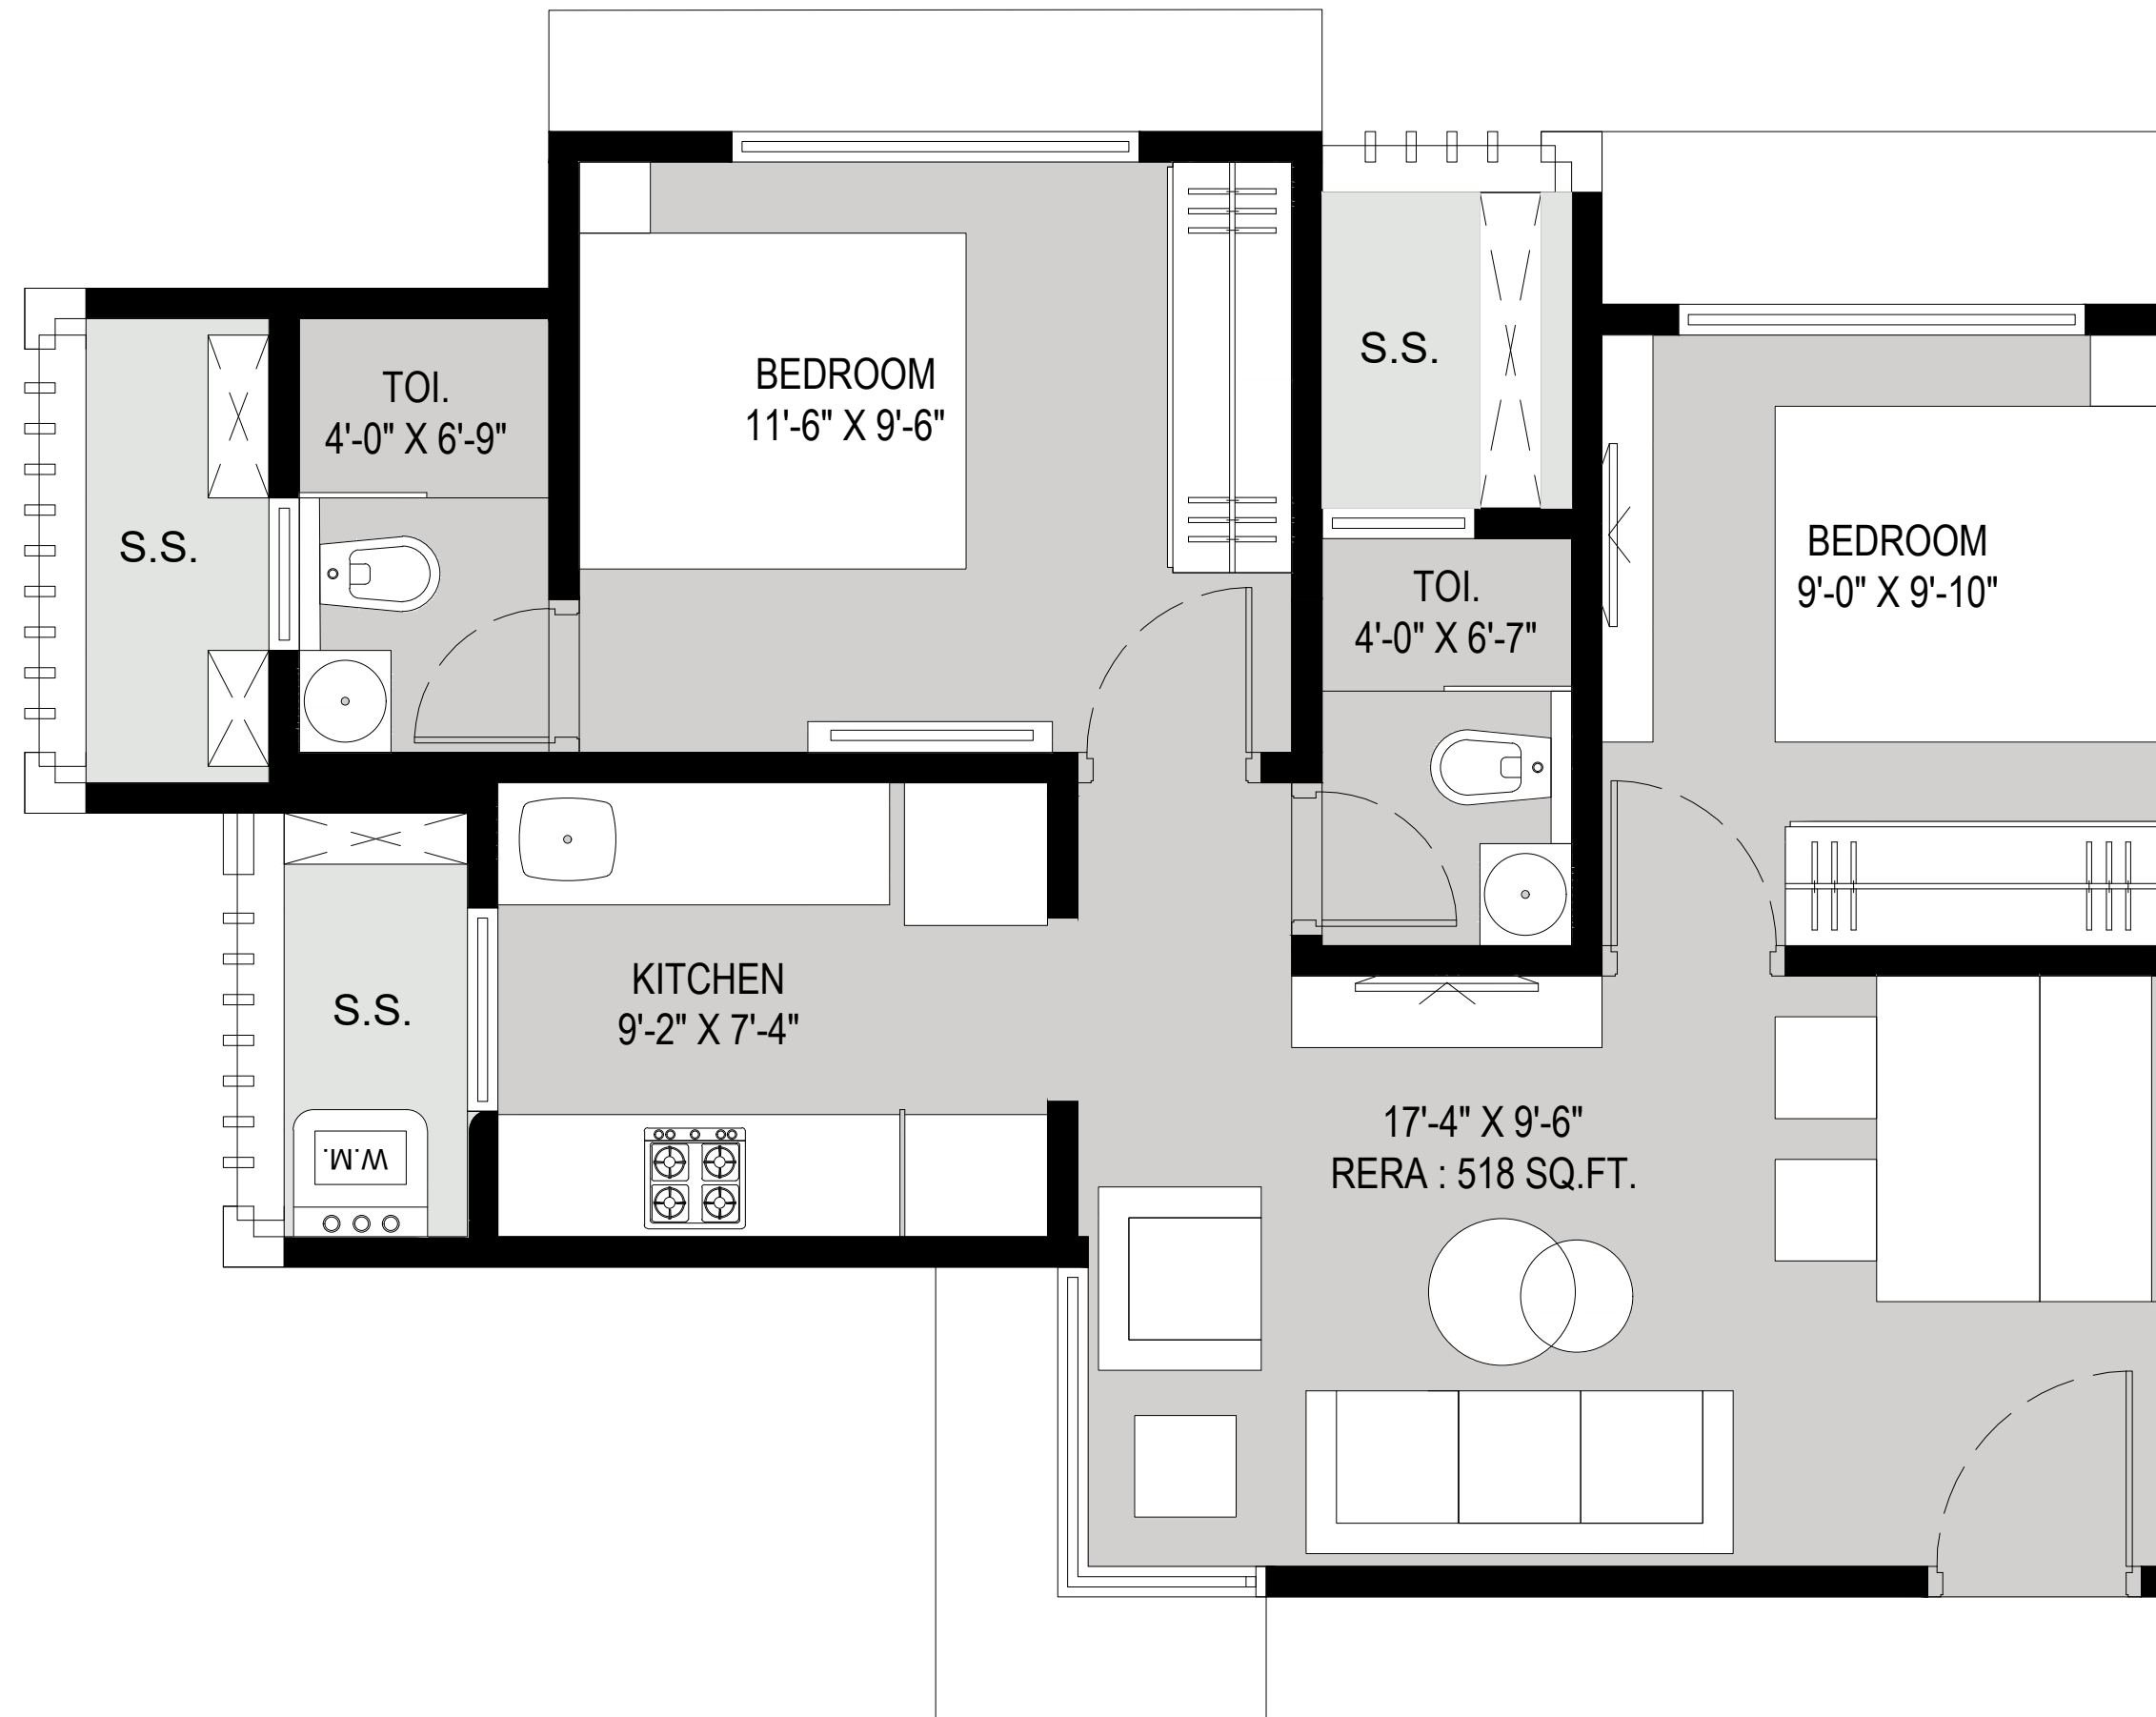 BEDROOM
11'-6" X 9'-6"
S.S.
TOI.
4'-0" X 6'-9"
S.S.
BEDROOM
9'-0" X 9'-10"
TOI.
4'-0" X 6'-7"
KITCHEN
9'-2" X 7'-4"
S.S.
W.M.
17'-4" X 9'-6"
RERA : 518 SQ.FT.